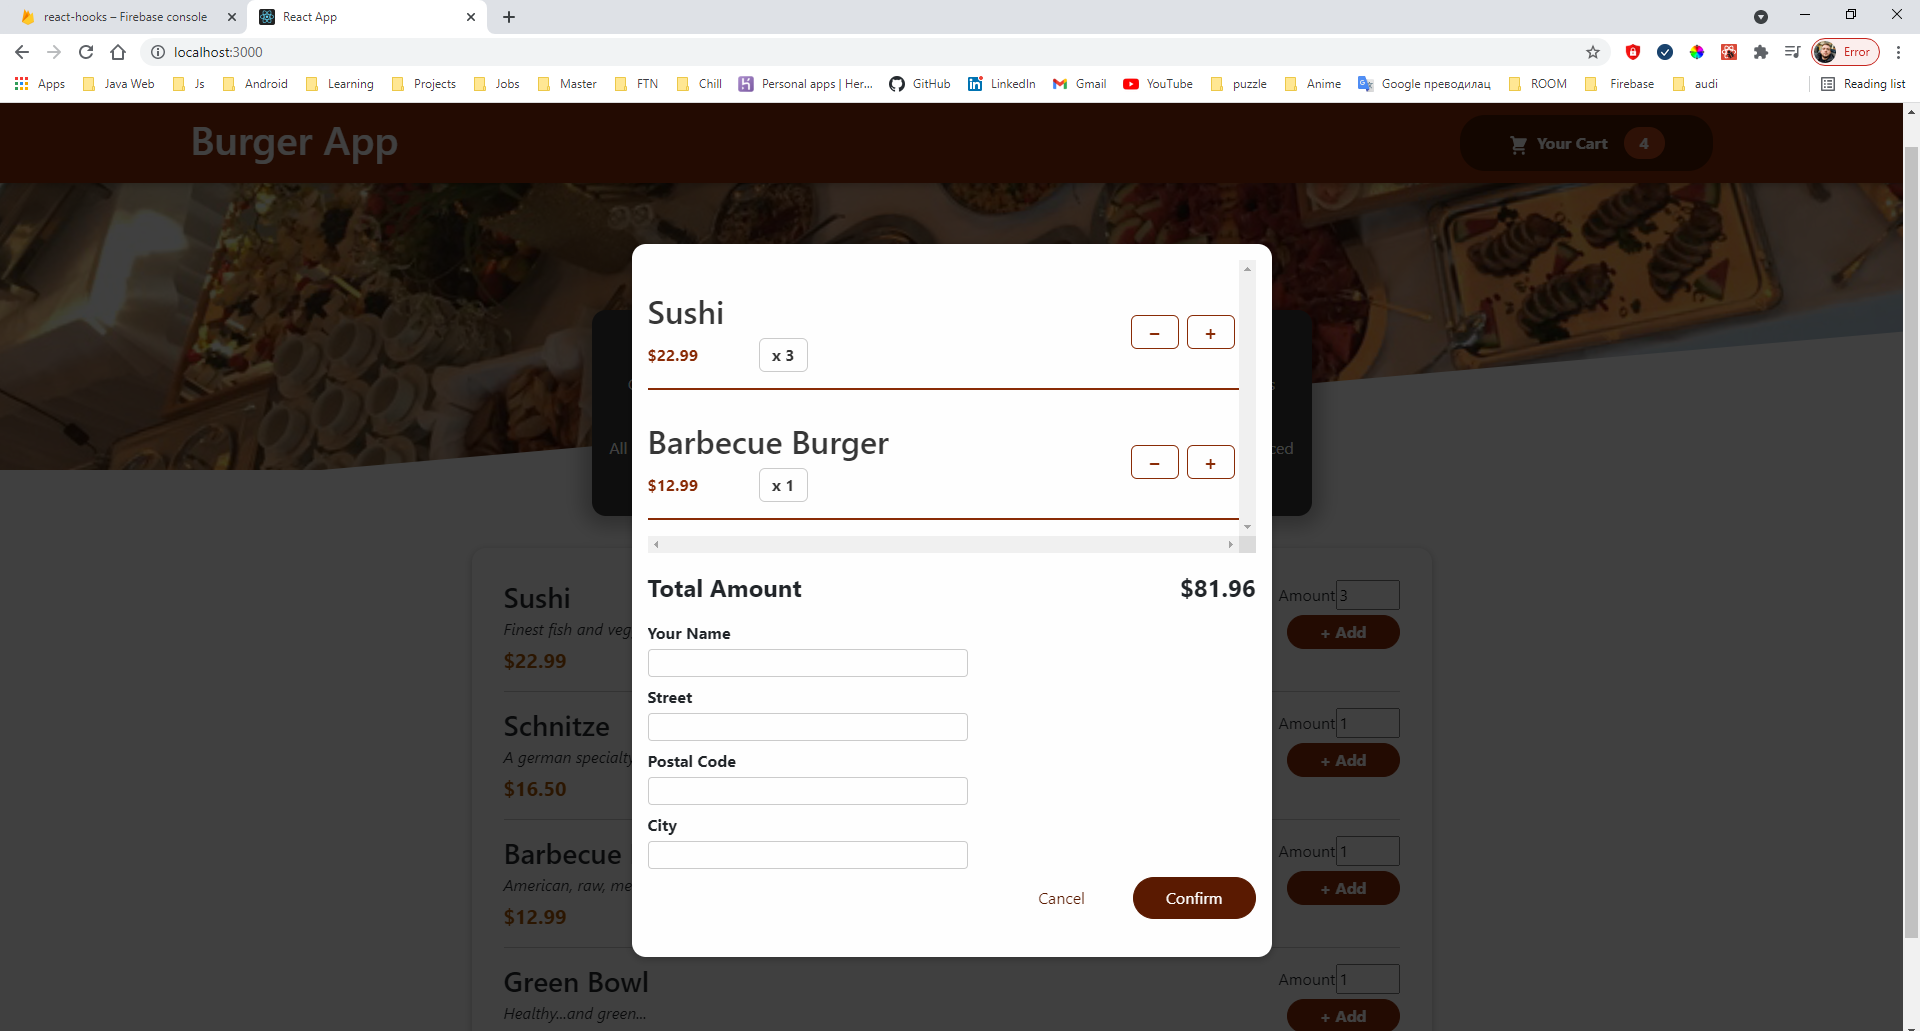 react-hooks – Firebase console
React App
localhost:3000
Error
Apps
Java Web
Js
Android
Learning
Projects
Jobs
Master
FTN
Chill
Personal apps | Her...
GitHub
LinkedIn
Gmail
YouTube
puzzle
Anime
Google преводилац
ROOM
Firebase
audi
Reading list
Burger App
Your Cart 4
Sushi
$22.99
x 3
−
+
Barbecue Burger
$12.99
x 1
−
+
Total Amount
$81.96
Your Name
Street
Postal Code
City
Cancel
Confirm
All
Sushi
Finest fish and veg
$22.99
Amount 3
+ Add
Schnitze
A german specialty
$16.50
Amount 1
+ Add
Barbecue
American, raw, me
$12.99
Amount 1
+ Add
Green Bowl
Healthy...and green...
Amount 1
+ Add